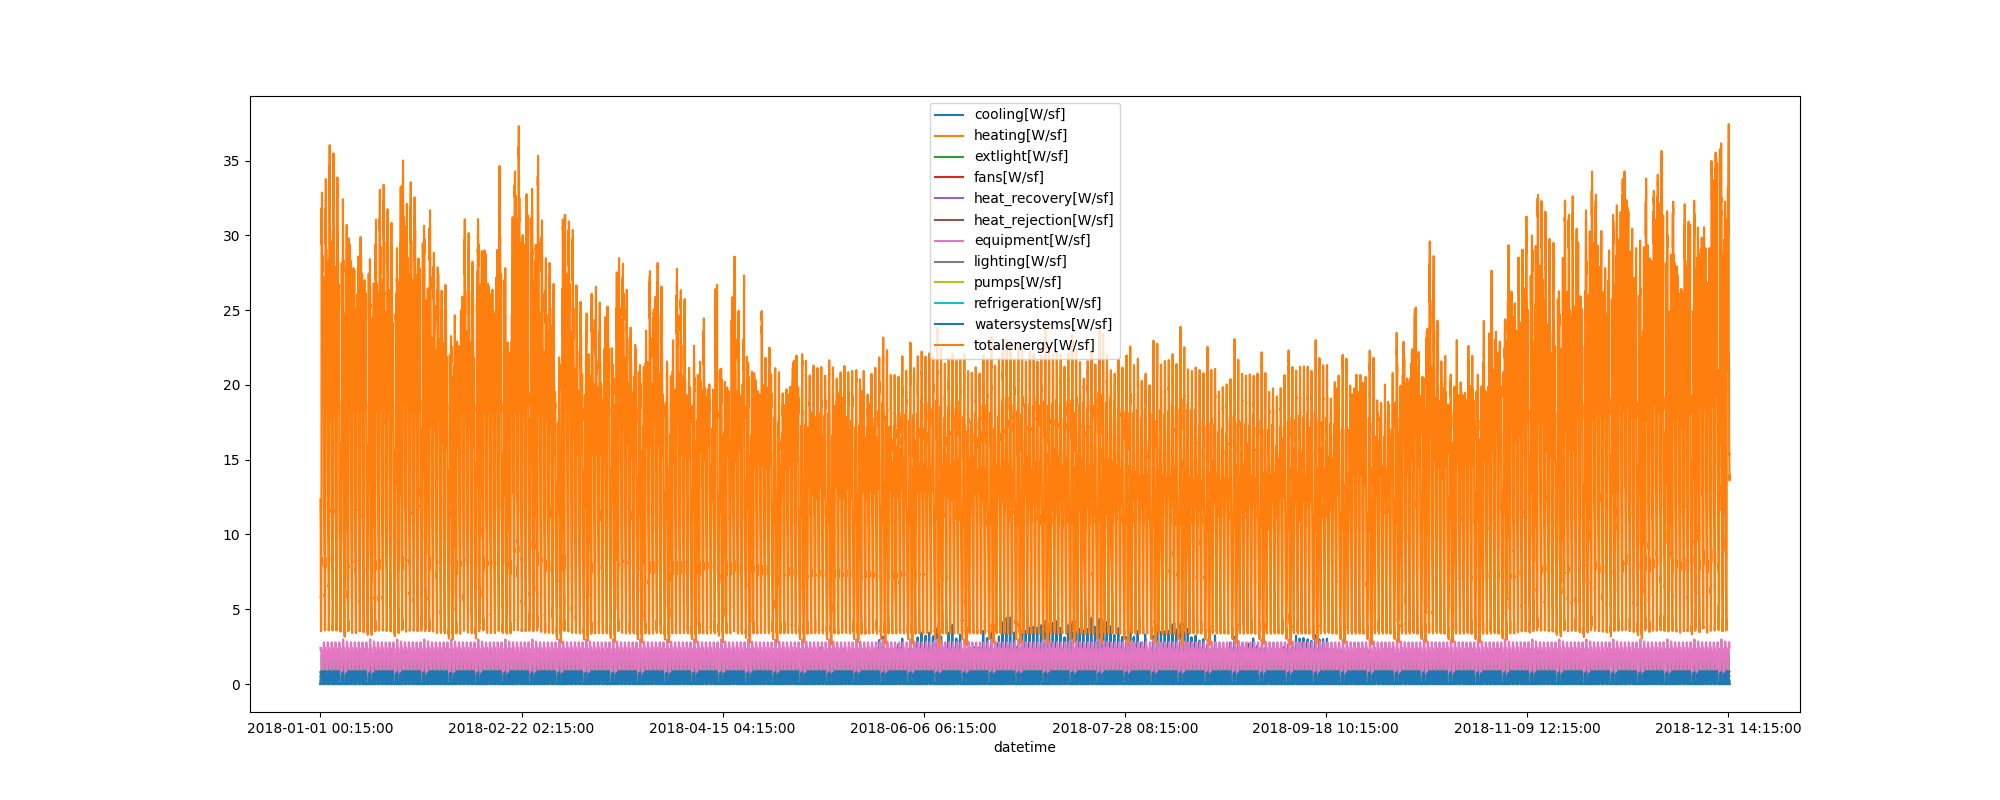 cooling[W/sf]
heating[W/sf]
extlight[W/sf]
fans[W/sf]
heat_recovery[W/sf]
heat_rejection[W/sf]
equipment[W/sf]
lighting[W/sf]
pumps[W/sf]
refrigeration[W/sf]
watersystems[W/sf]
totalenergy[W/sf]
35
30
25
20
15
10
5
0
2018-01-01 00:15:00 2018-02-22 02:15:00 2018-04-15 04:15:00 2018-06-06 06:15:00 2018-07-28 08:15:00 2018-09-18 10:15:00 2018-11-09 12:15:00 2018-12-31 14:15:00
datetime